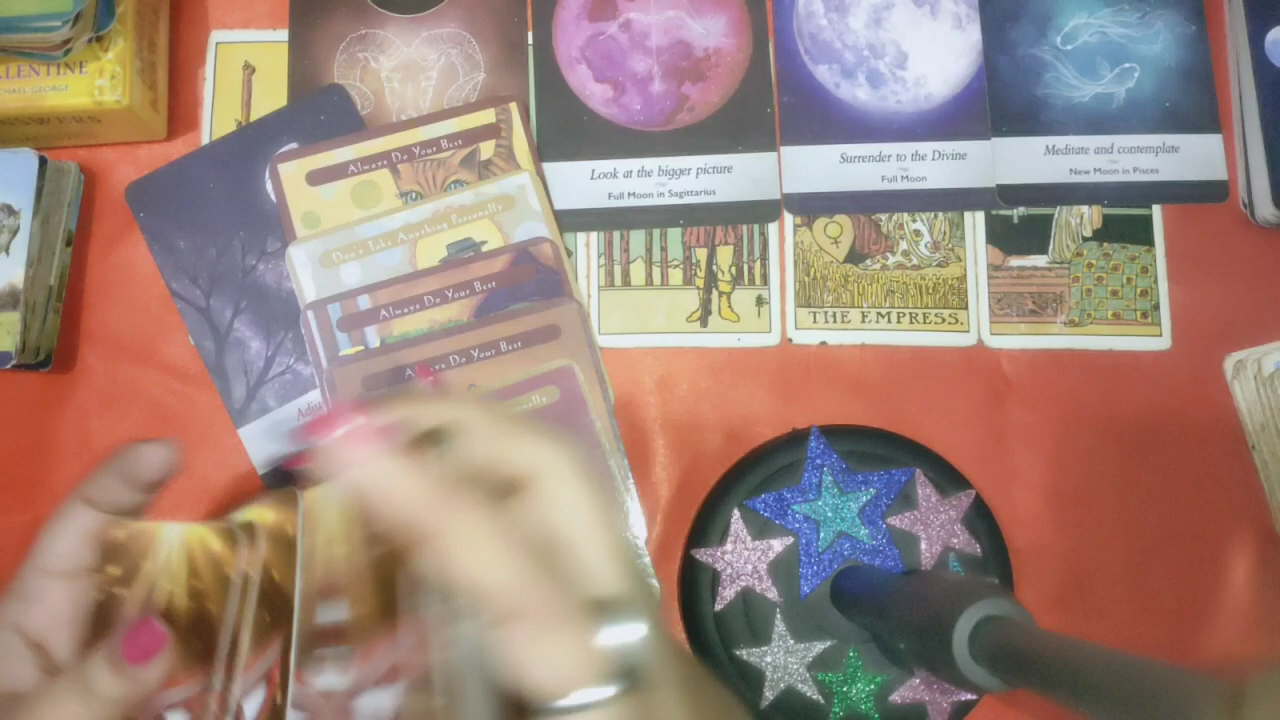 ALENTINE
CHAEL GEORGE
Look at the bigger picture
Full Moon in Sagittarius
Surrender to the Divine
Full Moon
Meditate and contemplate
New Moon in Pisces
Always Do Your Best
Don't Take Anything Personally
Always Do Your Best
Always Do Your Best
THE EMPRESS.